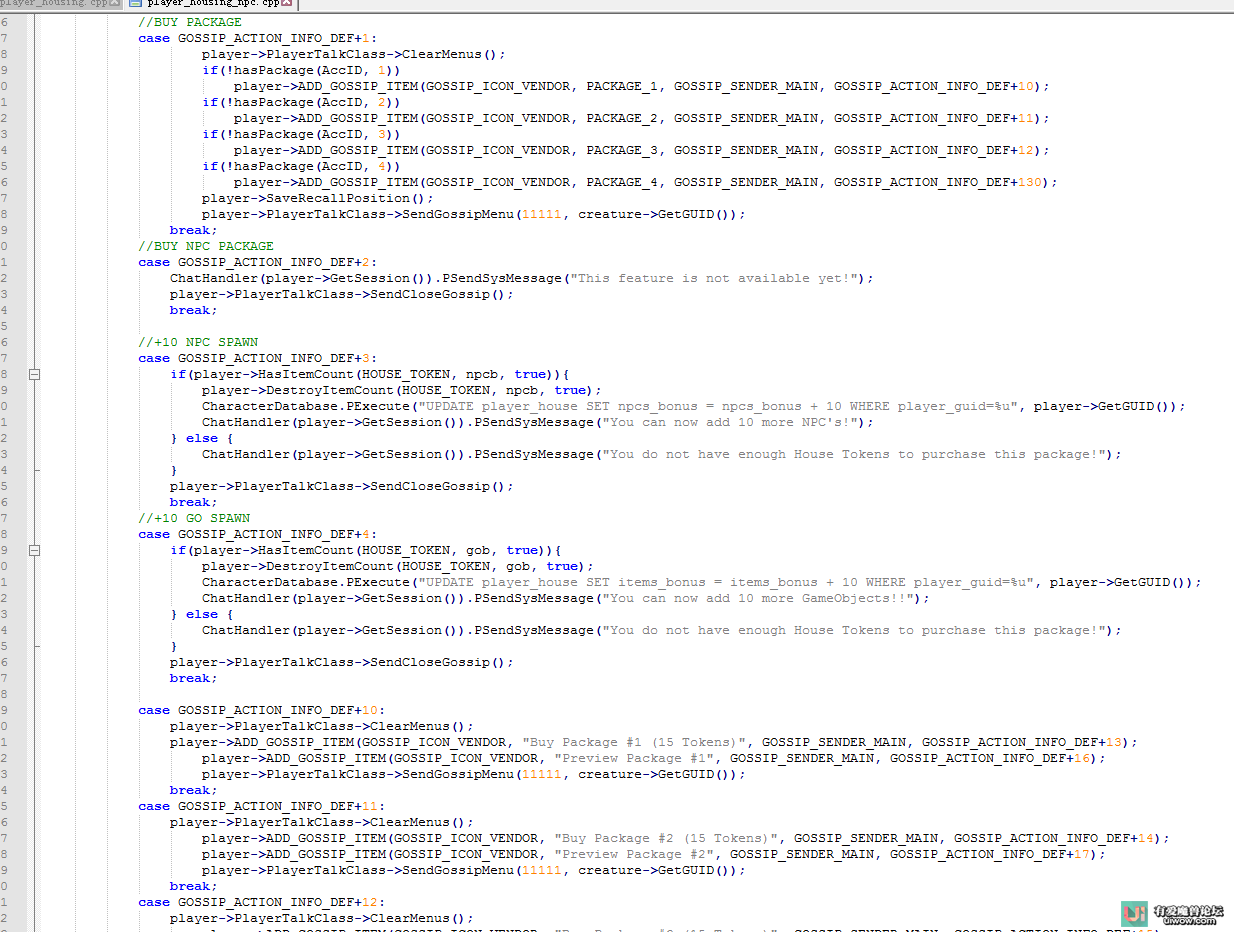 player_housing.cpp player_housing_npc.cpp
6 //BUY PACKAGE
7 case GOSSIP_ACTION_INFO_DEF+1:
8 player->PlayerTalkClass->ClearMenus();
9 if(!hasPackage(AccID, 1))
0 player->ADD_GOSSIP_ITEM(GOSSIP_ICON_VENDOR, PACKAGE_1, GOSSIP_SENDER_MAIN, GOSSIP_ACTION_INFO_DEF+10);
1 if(!hasPackage(AccID, 2))
2 player->ADD_GOSSIP_ITEM(GOSSIP_ICON_VENDOR, PACKAGE_2, GOSSIP_SENDER_MAIN, GOSSIP_ACTION_INFO_DEF+11);
3 if(!hasPackage(AccID, 3))
4 player->ADD_GOSSIP_ITEM(GOSSIP_ICON_VENDOR, PACKAGE_3, GOSSIP_SENDER_MAIN, GOSSIP_ACTION_INFO_DEF+12);
5 if(!hasPackage(AccID, 4))
6 player->ADD_GOSSIP_ITEM(GOSSIP_ICON_VENDOR, PACKAGE_4, GOSSIP_SENDER_MAIN, GOSSIP_ACTION_INFO_DEF+130);
7 player->SaveRecallPosition();
8 player->PlayerTalkClass->SendGossipMenu(11111, creature->GetGUID());
9 break;
0 //BUY NPC PACKAGE
1 case GOSSIP_ACTION_INFO_DEF+2:
2 ChatHandler(player->GetSession()).PSendSysMessage("This feature is not available yet!");
3 player->PlayerTalkClass->SendCloseGossip();
4 break;
5
6 //+10 NPC SPAWN
7 case GOSSIP_ACTION_INFO_DEF+3:
8 if(player->HasItemCount(HOUSE_TOKEN, npcb, true)){
9 player->DestroyItemCount(HOUSE_TOKEN, npcb, true);
0 CharacterDatabase.PExecute("UPDATE player_house SET npcs_bonus = npcs_bonus + 10 WHERE player_guid=%u", player->GetGUID());
1 ChatHandler(player->GetSession()).PSendSysMessage("You can now add 10 more NPC's!");
2 } else {
3 ChatHandler(player->GetSession()).PSendSysMessage("You do not have enough House Tokens to purchase this package!");
4 }
5 player->PlayerTalkClass->SendCloseGossip();
6 break;
7 //+10 GO SPAWN
8 case GOSSIP_ACTION_INFO_DEF+4:
9 if(player->HasItemCount(HOUSE_TOKEN, gob, true)){
0 player->DestroyItemCount(HOUSE_TOKEN, gob, true);
1 CharacterDatabase.PExecute("UPDATE player_house SET items_bonus = items_bonus + 10 WHERE player_guid=%u", player->GetGUID());
2 ChatHandler(player->GetSession()).PSendSysMessage("You can now add 10 more GameObjects!!");
3 } else {
4 ChatHandler(player->GetSession()).PSendSysMessage("You do not have enough House Tokens to purchase this package!");
5 }
6 player->PlayerTalkClass->SendCloseGossip();
7 break;
8
9 case GOSSIP_ACTION_INFO_DEF+10:
0 player->PlayerTalkClass->ClearMenus();
1 player->ADD_GOSSIP_ITEM(GOSSIP_ICON_VENDOR, "Buy Package #1 (15 Tokens)", GOSSIP_SENDER_MAIN, GOSSIP_ACTION_INFO_DEF+13);
2 player->ADD_GOSSIP_ITEM(GOSSIP_ICON_VENDOR, "Preview Package #1", GOSSIP_SENDER_MAIN, GOSSIP_ACTION_INFO_DEF+16);
3 player->PlayerTalkClass->SendGossipMenu(11111, creature->GetGUID());
4 break;
5 case GOSSIP_ACTION_INFO_DEF+11:
6 player->PlayerTalkClass->ClearMenus();
7 player->ADD_GOSSIP_ITEM(GOSSIP_ICON_VENDOR, "Buy Package #2 (15 Tokens)", GOSSIP_SENDER_MAIN, GOSSIP_ACTION_INFO_DEF+14);
8 player->ADD_GOSSIP_ITEM(GOSSIP_ICON_VENDOR, "Preview Package #2", GOSSIP_SENDER_MAIN, GOSSIP_ACTION_INFO_DEF+17);
9 player->PlayerTalkClass->SendGossipMenu(11111, creature->GetGUID());
0 break;
1 case GOSSIP_ACTION_INFO_DEF+12:
2 player->PlayerTalkClass->ClearMenus();
有爱魔兽论坛
uiwow.com